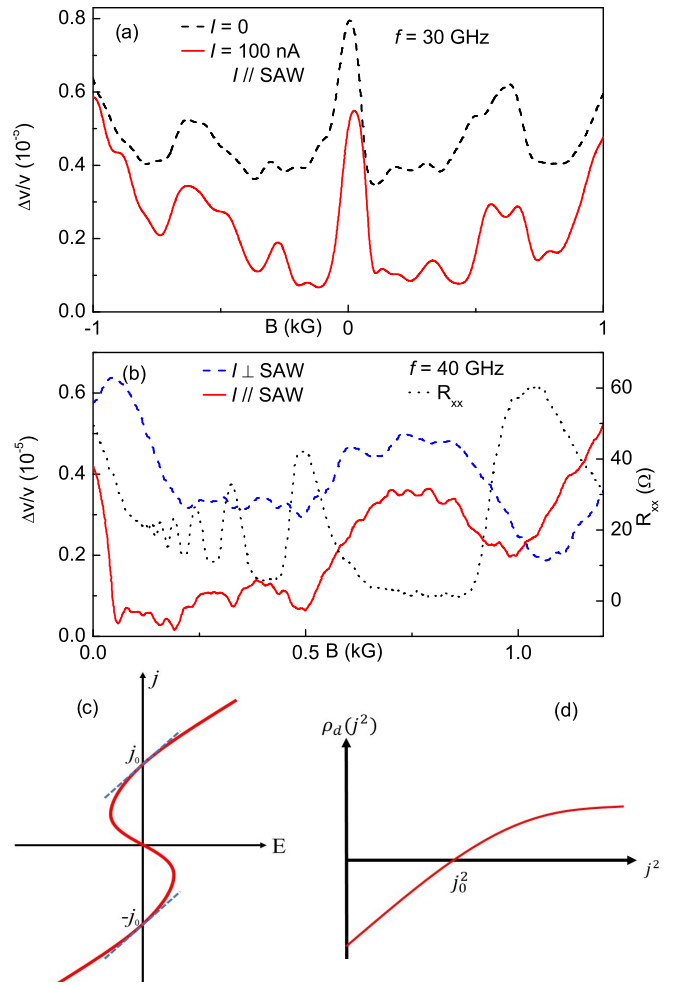 (a)
I = 0
I = 100 nA
I // SAW
f = 30 GHz
0.8
0.6
0.4
0.2
0.0
Δv/v (10⁻⁵)
-1
0
1
B (kG)
(b)
I ⊥ SAW
I // SAW
f = 40 GHz
Rₓₓ
0.6
0.4
0.2
0.0
Δv/v (10⁻⁵)
60
40
20
0
Rₓₓ (Ω)
0.0
0.5
1.0
B (kG)
(c)
j
j₀
E
-j₀
(d)
ρ_d(j²)
j₀²
j²